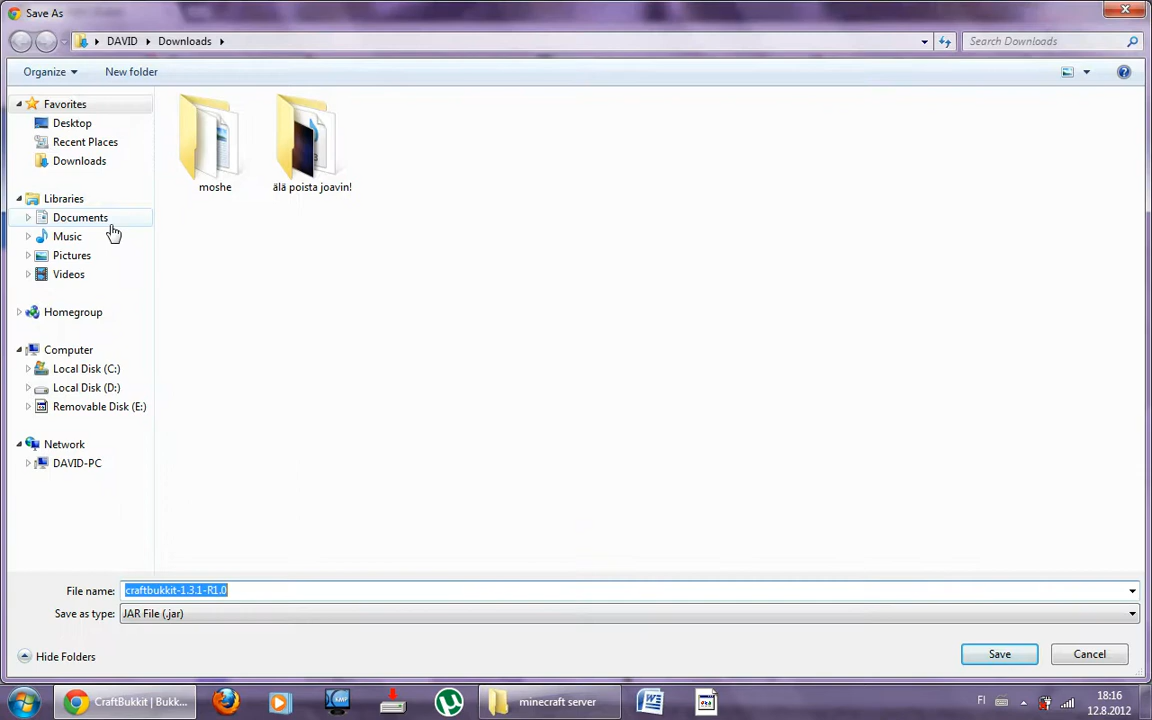 Save As
DAVID
Downloads
Search Downloads
Organize
New folder
Favorites
Desktop
Recent Places
Downloads
Libraries
Documents
Music
Pictures
Videos
Homegroup
Computer
Local Disk (C:)
Local Disk (D:)
Removable Disk (E:)
Network
DAVID-PC
moshe
älä poista joavin!
File name:
craftbukkit-1.3.1-R1.0
Save as type:
JAR File (.jar)
Hide Folders
Save
Cancel
CraftBukkit | Bukk...
minecraft server
FI
18:16
12.8.2012